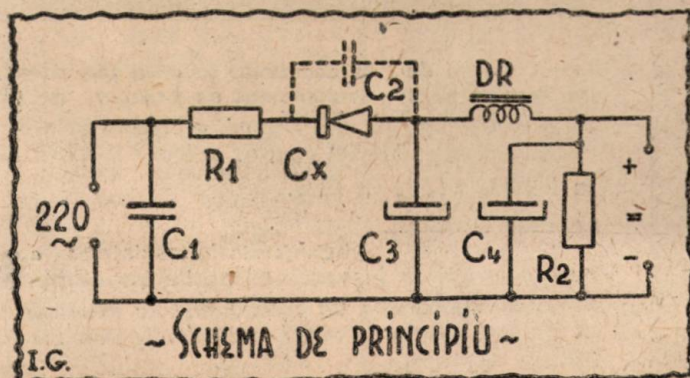 C2
DR
R1
Cx
+
220
~
C1
C3
C4
R2
=
-
~ SCHEMA DE PRINCIPIU ~
I.G.